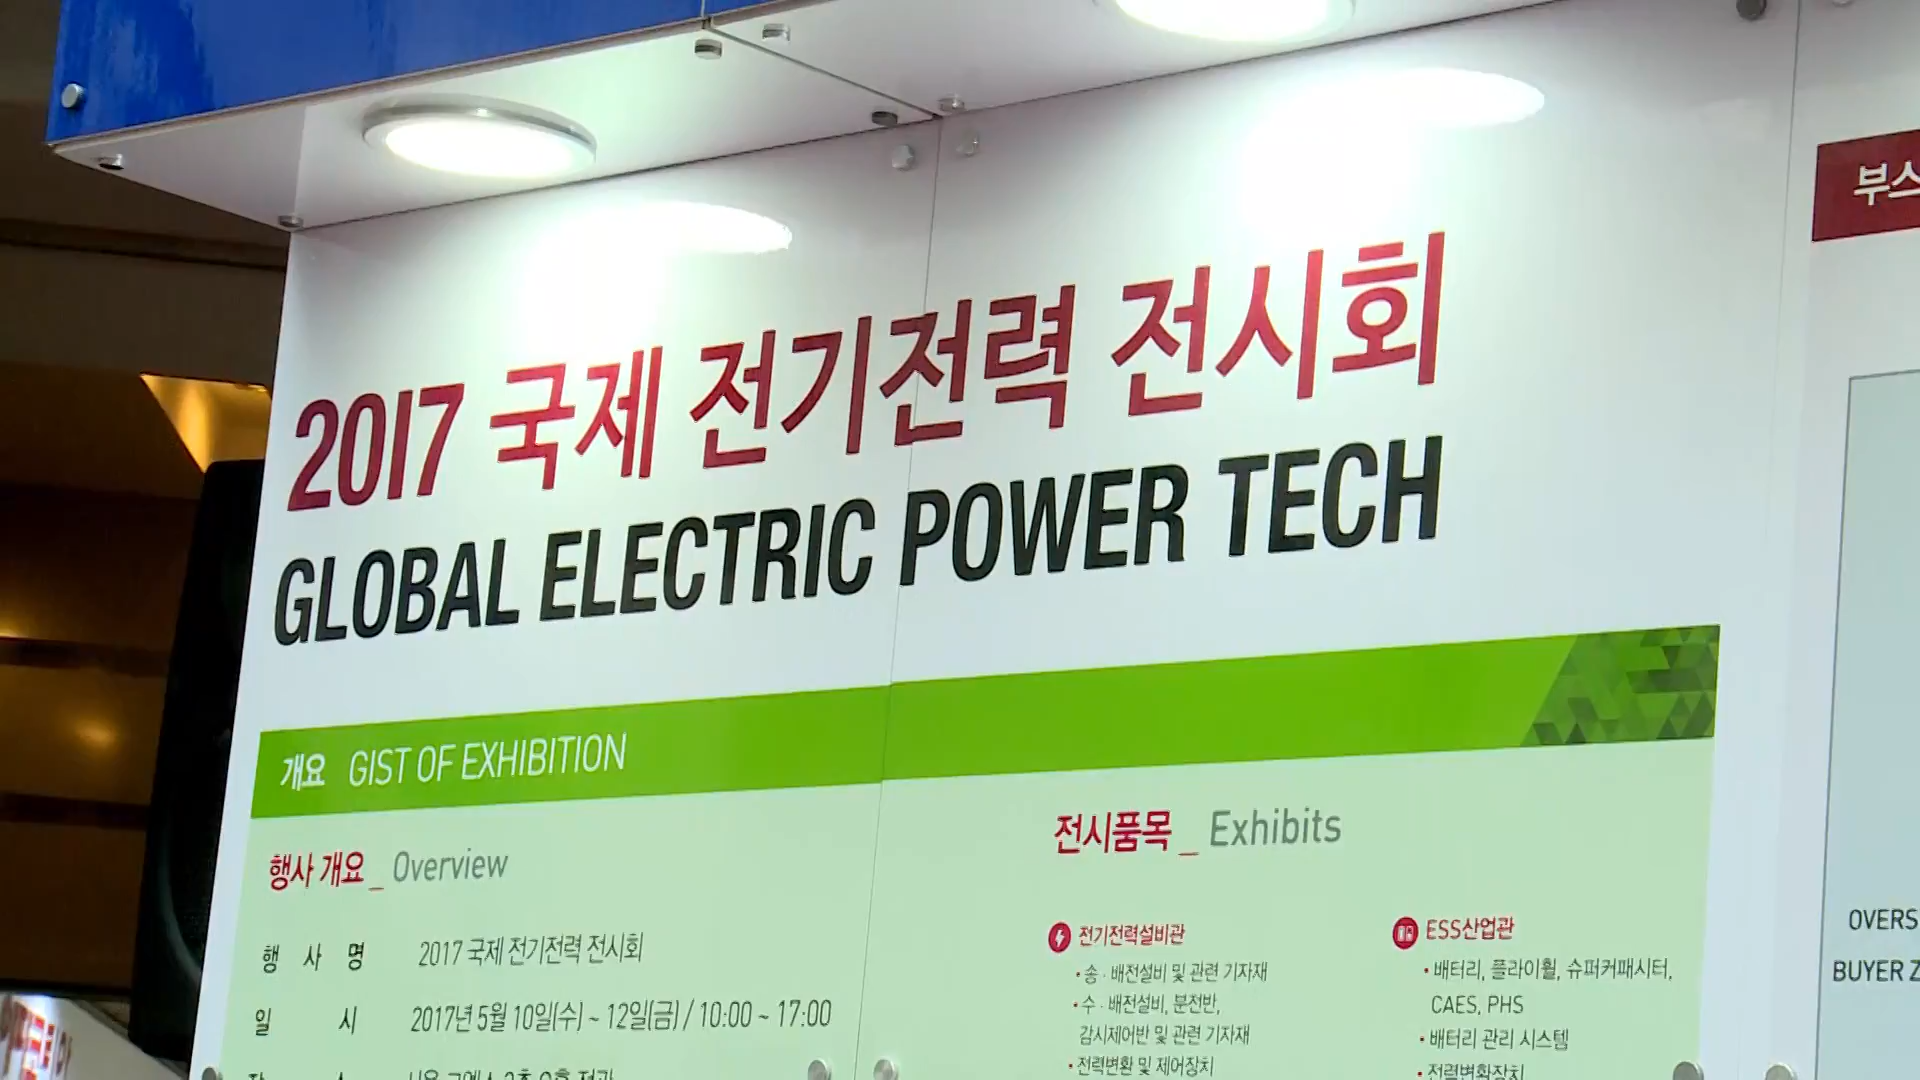 2017 국제 전기전력 전시회
GLOBAL ELECTRIC POWER TECH
개요 GIST OF EXHIBITION
행사 개요_ Overview
행 사 명 2017 국제 전기전력 전시회
일 시 2017년 5월 10일(수) ~ 12일(금) / 10:00 ~ 17:00
전시품목_ Exhibits
전기전력설비관
• 송·배전설비 및 관련 기자재
• 수·배전설비, 분전반,
감시제어반 및 관련 기자재
• 전력변환 및 제어장치
ESS산업관
• 배터리, 플라이휠, 슈퍼커패시터,
CAES, PHS
• 배터리 관리 시스템
• 전력변환장치
부스
OVERS
BUYER Z